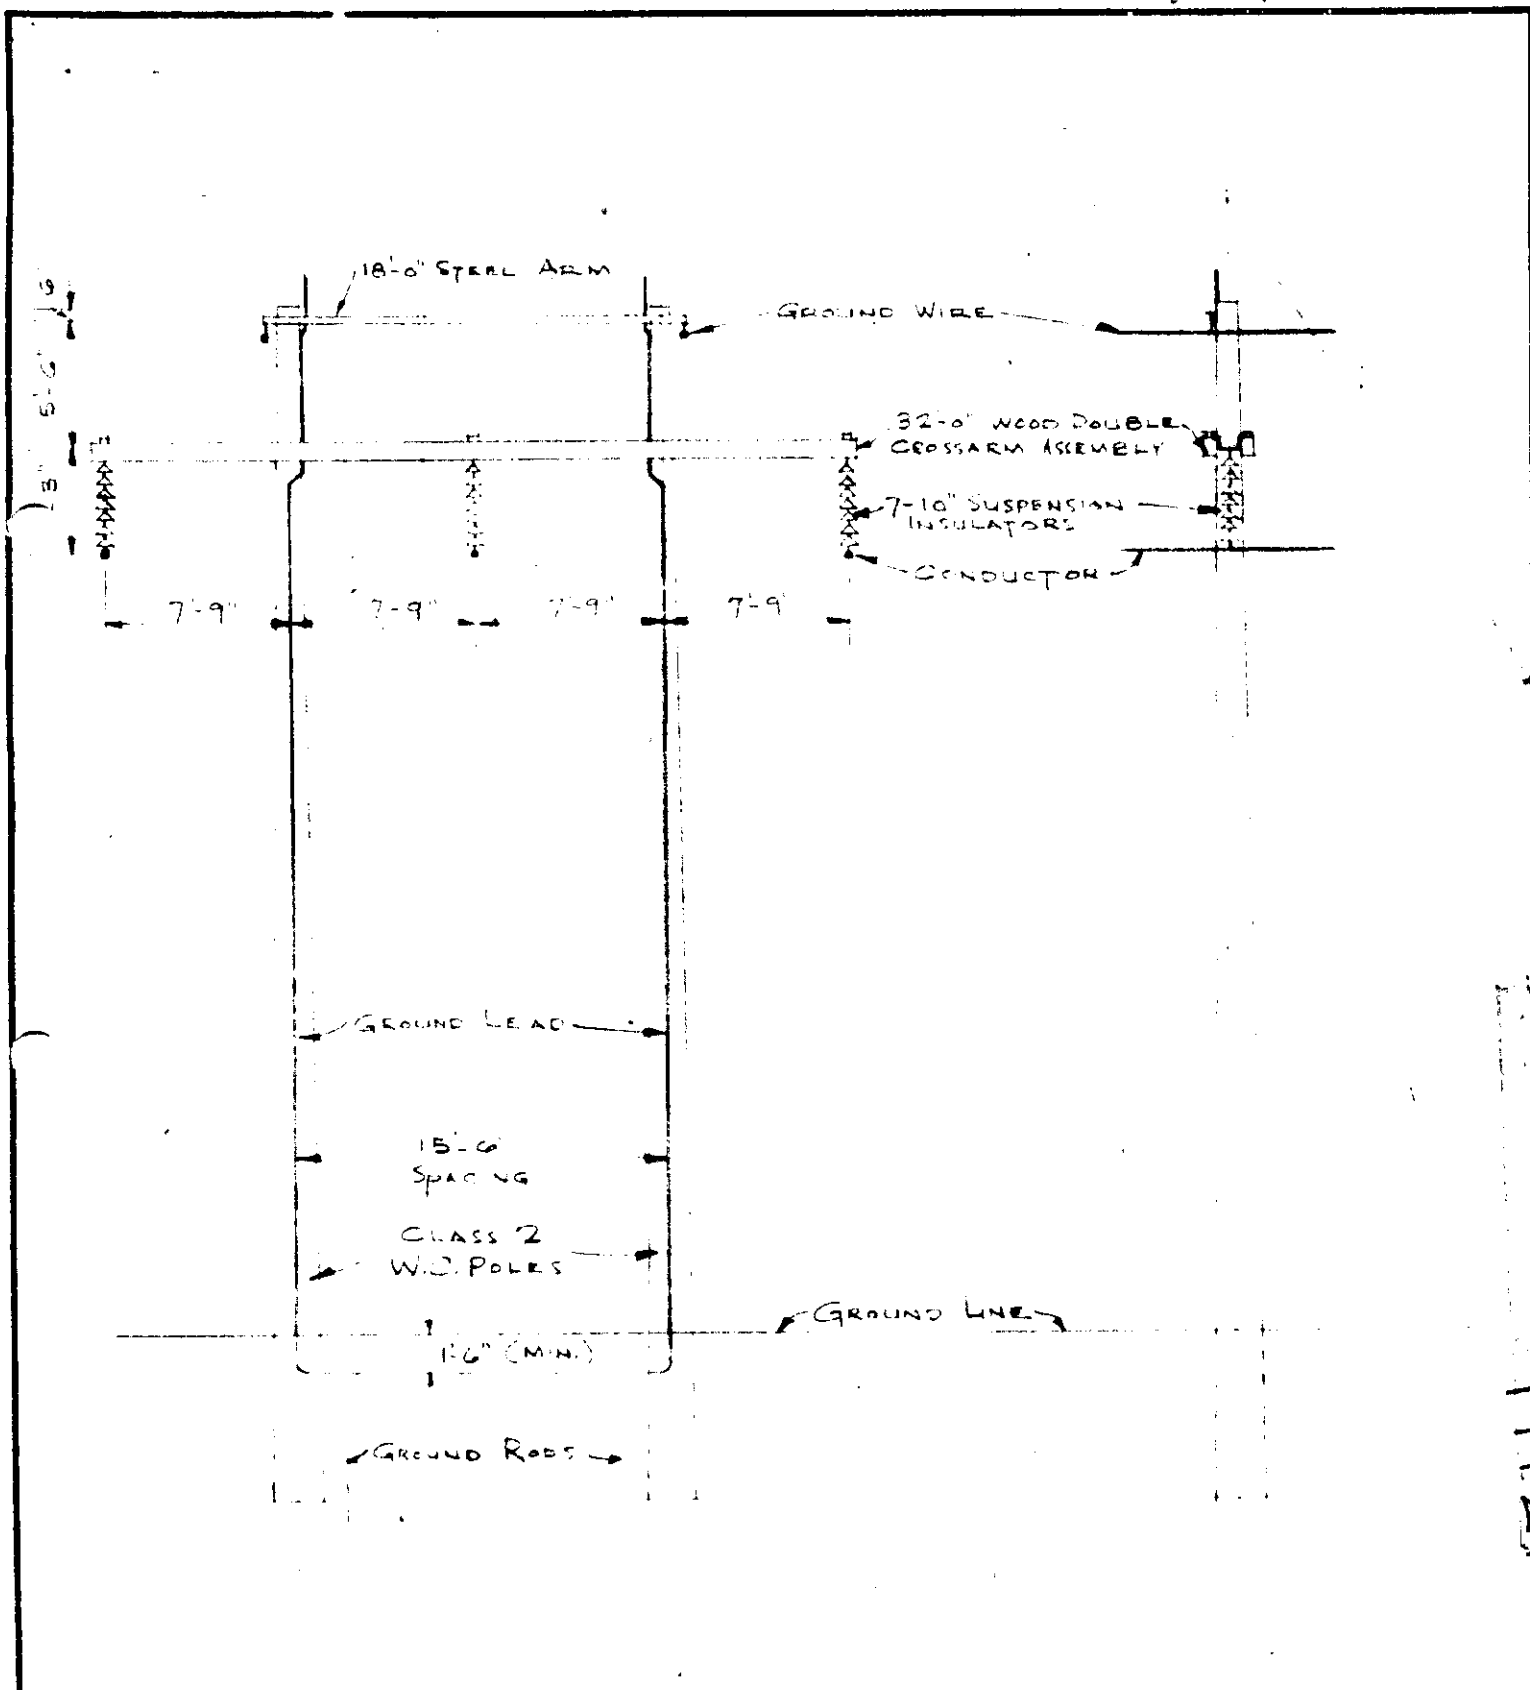 18'-0" STEEL ARM
GROUND WIRE
5'-6"
32'-0" WOOD DOUBLE
CROSSARM ASSEMBLY
7-10" SUSPENSION
INSULATORS
CONDUCTOR
7'-9" 7'-9" 7'-9" 7'-9"
GROUND LEAD
15'-6"
SPACING
CLASS 2
POLES
GROUND LINE
1'-6" (MIN.)
GROUND RODS